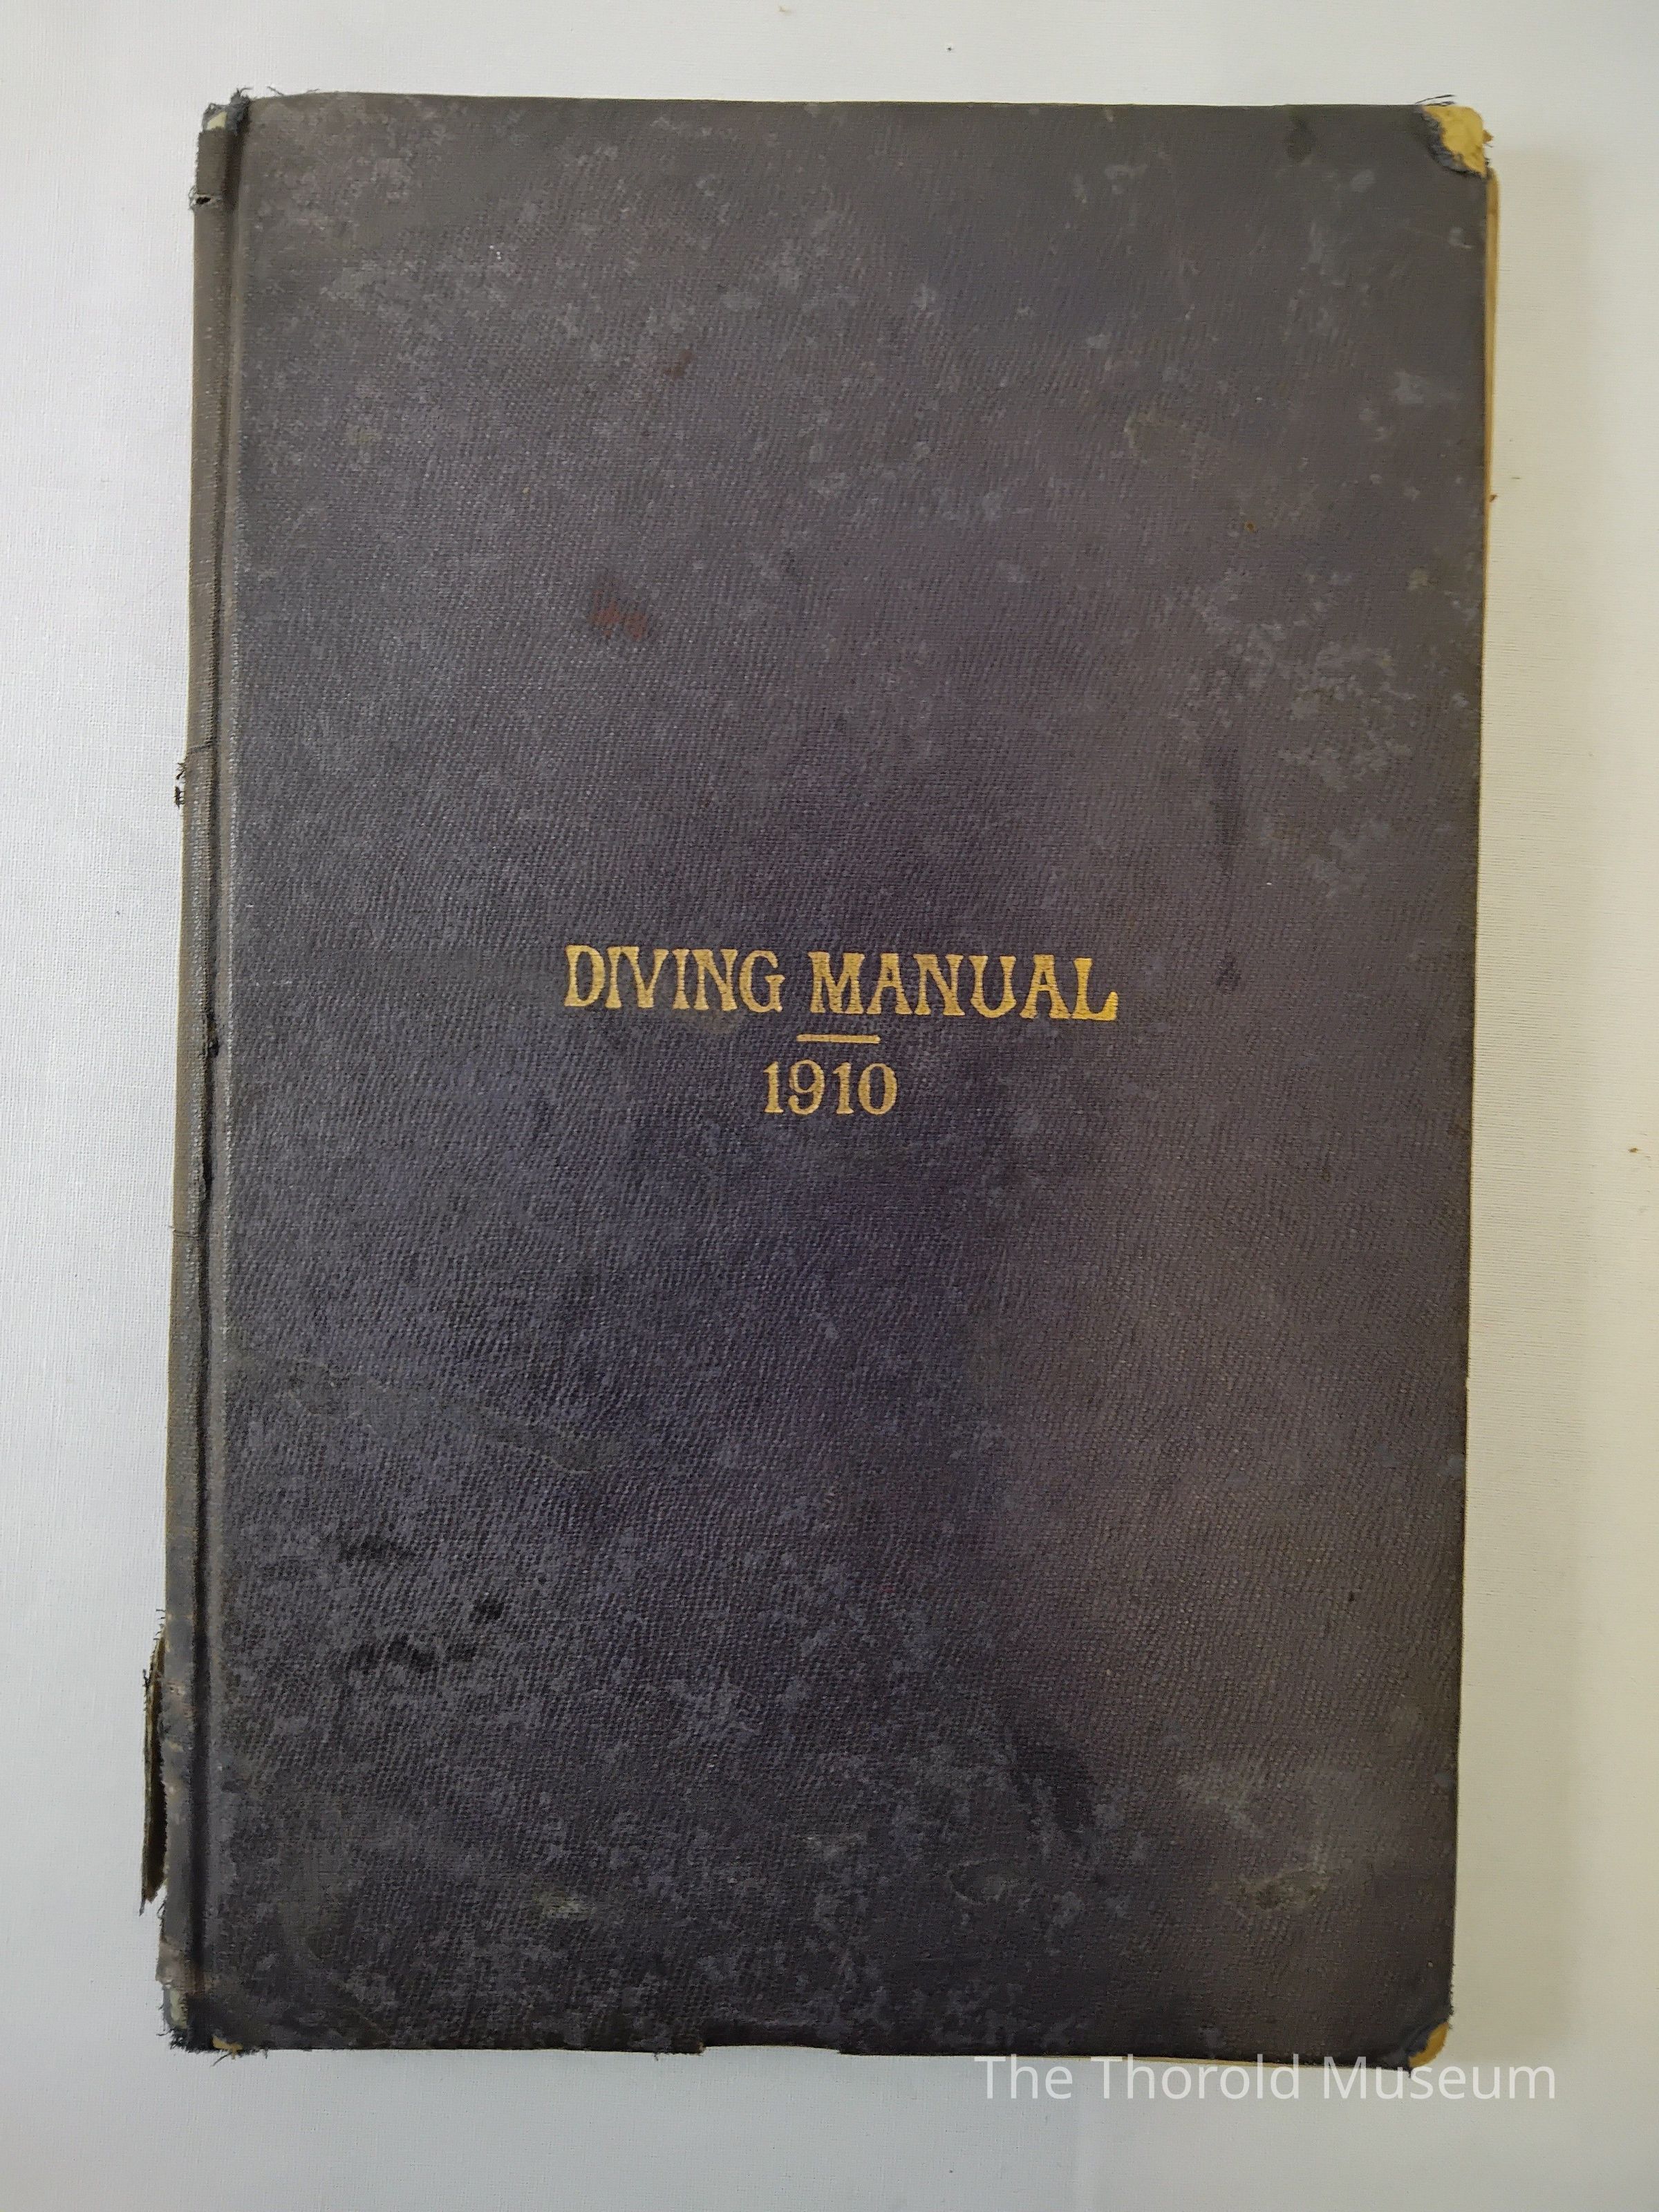 DIVING MANUAL
1910
The Thorold Museum